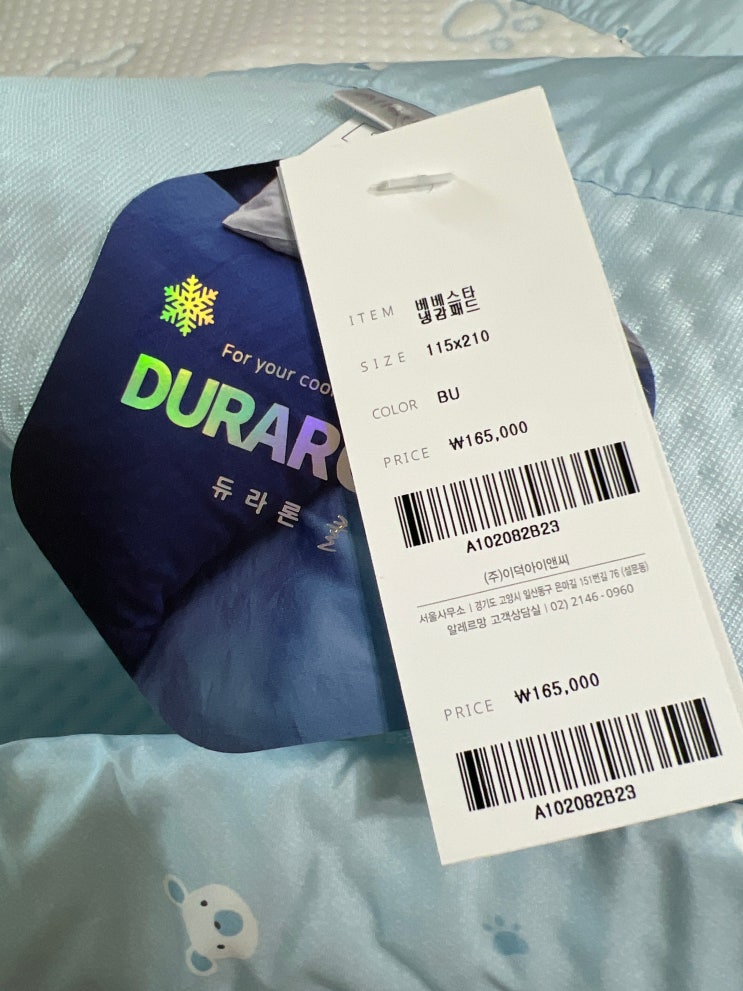 For your cool
DURAR
듀라론 쿨
ITEM 베베스타
냉감패드
SIZE 115x210
COLOR BU
PRICE ₩165,000
A102082B23
(주)이덕아이앤씨
서울사무소 | 경기도 고양시 일산동구 은마길 151번길 76 (설문동)
알레르망 고객상담실 | 02) 2146-0960
PRICE ₩165,000
A102082B23